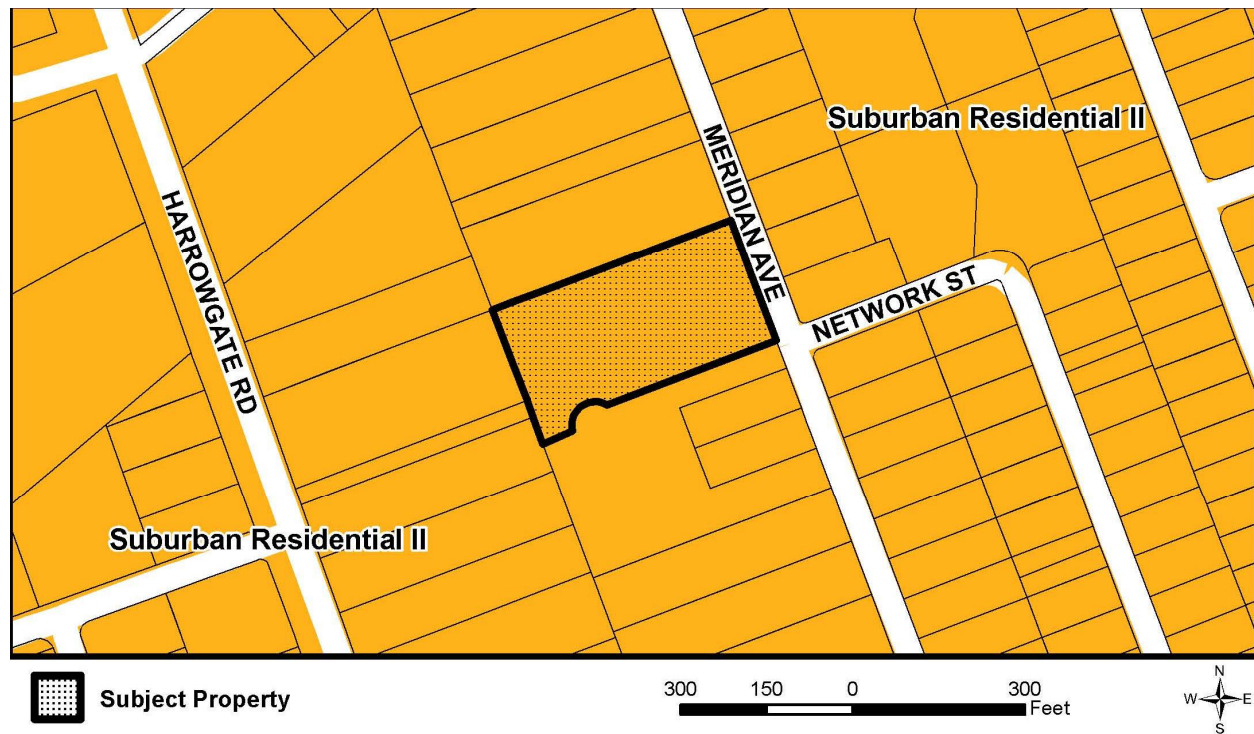 Suburban Residential II
MERIDIAN AVE
HARROWGATE RD
NETWORK ST
Suburban Residential II
Subject Property
300 150 0 300
Feet
N
W E
S